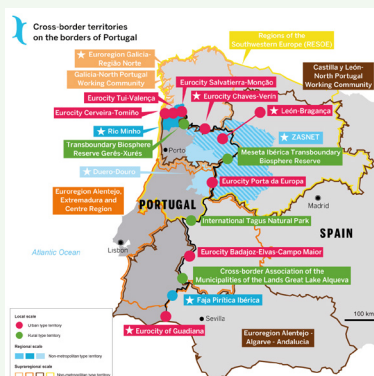 Cross-border territories
on the borders of Portugal
Regions of the
Southwestern Europe (RESOE)
★ Euroregion Galicia-
Região Norte
Galicia-North Portugal
Working Community
Castilla y León-
North Portugal
Working Community
Eurocity Salvatierra-Monção
Eurocity Tui-Valença
★ Eurocity Chaves-Verín
Eurocity Cerveira-Tomiño
★ León-Bragança
★ Rio Minho
★ ZASNET
Transboundary Biosphere
Reserve Gerês-Xurés
Porto
Meseta Ibérica Transboundary
Biosphere Reserve
★ Duero-Douro
Eurocity Porta da Europa
Euroregion Alentejo,
Extremadura and
Centre Region
PORTUGAL
Madrid
International Tagus Natural Park
SPAIN
Atlantic Ocean
Lisbon
Eurocity Badajoz-Elvas-Campo Maior
Cross-border Association of the
Municipalities of the Lands Great Lake Alqueva
★ Faja Pirítica Ibérica
Local scale
Urban type territory
Rural type territory
★ Eurocity of Guadiana
Sevilla
100 km
Regional scale
Non-metropolitan type territory
Euroregion Alentejo -
Algarve - Andalucía
Supraregional scale
Non-metropolitan type territory